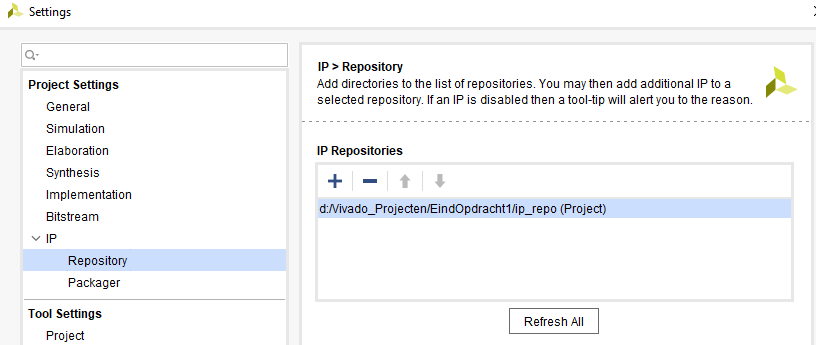 Settings
Project Settings
General
Simulation
Elaboration
Synthesis
Implementation
Bitstream
IP
Repository
Packager
Tool Settings
Project
IP > Repository
Add directories to the list of repositories. You may then add additional IP to a
selected repository. If an IP is disabled then a tool-tip will alert you to the reason.
IP Repositories
d:/Vivado_Projecten/EindOpdracht1/ip_repo (Project)
Refresh All